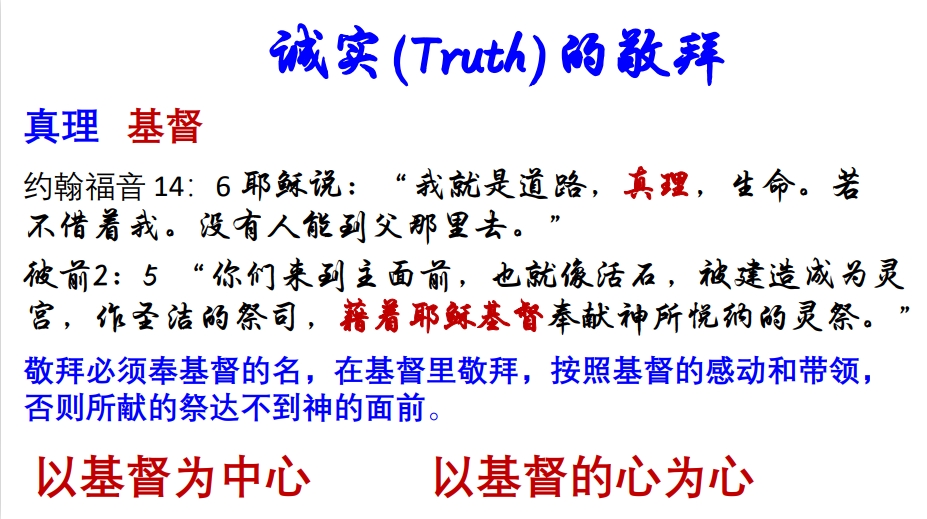 诚实(Truth)的敬拜
真理 基督
约翰福音 14：6 耶稣说：“我就是道路，真理，生命。若
不借着我。没有人能到父那里去。”
彼前2：5 “你们来到主面前，也就像活石，被建造成为灵
宫，作圣洁的祭司，藉着耶稣基督奉献神所悦纳的灵祭。”
敬拜必须奉基督的名，在基督里敬拜，按照基督的感动和带领，
否则所献的祭达不到神的面前。
以基督为中心 以基督的心为心